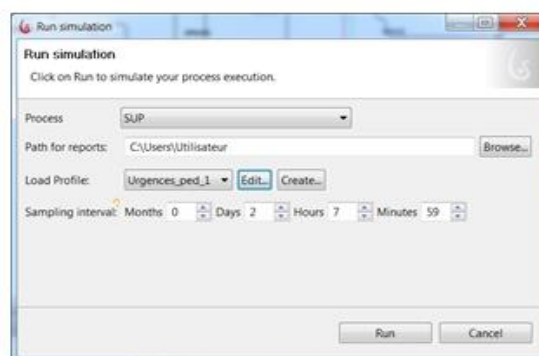 Run simulation
Run simulation
Click on Run to simulate your process execution.
Process SUP
Path for reports: C:\Users\Utilisateur Browse...
Load Profile: Urgences_ped_1 Edit... Create...
Sampling interval: ? Months 0 Days 2 Hours 7 Minutes 59
Run Cancel